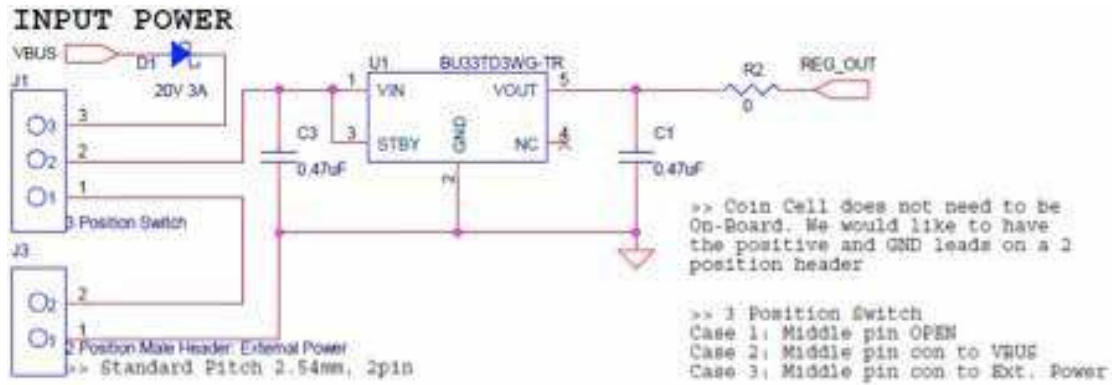 INPUT POWER
VBUS
D1
20V 3A
J1
3
2
1
3 Position Switch
J3
2
1
2 Position Male Header: External Power
>> Standard Pitch 2.54mm, 2pin
C3
0.47uF
U1
BU33TD3WG-TR
1
VIN
VOUT
5
3
STBY
GND
NC
4
2
C1
0.47uF
R2
0
REG_OUT
>> Coin Cell does not need to be
On-Board. We would like to have
the positive and GND leads on a 2
position header
>> 3 Position Switch
Case 1: Middle pin OPEN
Case 2: Middle pin con to VBUS
Case 3: Middle pin con to Ext. Power